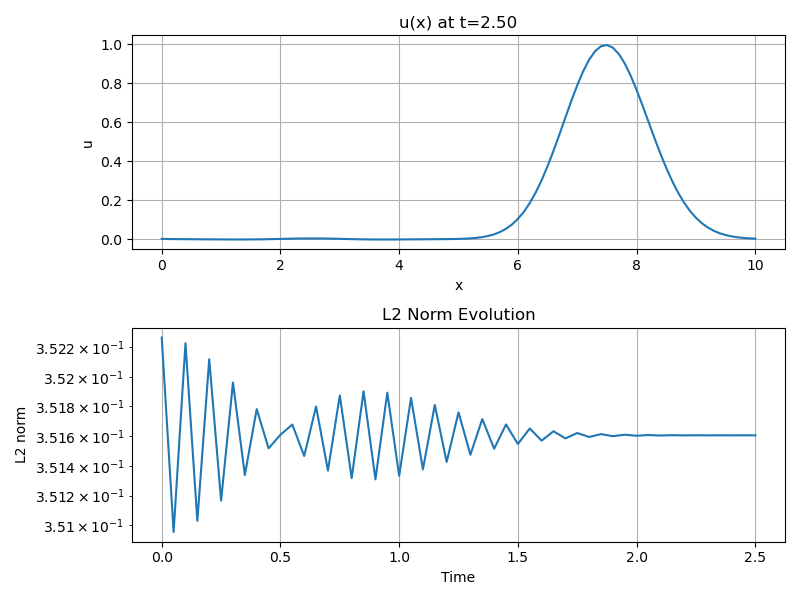 u(x) at t=2.50
1.0
0.8
0.6
0.4
0.2
0.0
u
0 2 4 6 8 10
x
L2 Norm Evolution
3.522 × 10⁻¹
3.52 × 10⁻¹
3.518 × 10⁻¹
3.516 × 10⁻¹
3.514 × 10⁻¹
3.512 × 10⁻¹
3.51 × 10⁻¹
L2 norm
0.0 0.5 1.0 1.5 2.0 2.5
Time